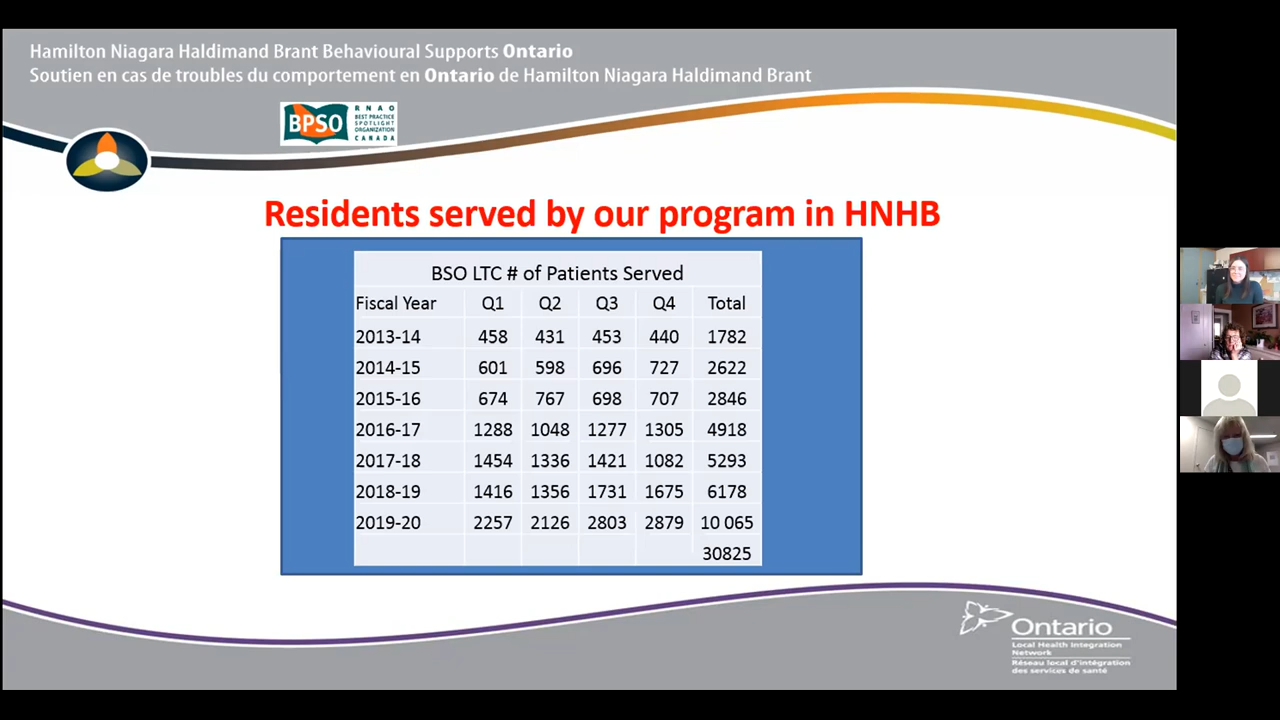 Hamilton Niagara Haldimand Brant Behavioural Supports Ontario
Soutien en cas de troubles du comportement en Ontario de Hamilton Niagara Haldimand Brant
BPSO
RNAO
BEST PRACTICE
SPOTLIGHT
ORGANIZATION
CANADA
Residents served by our program in HNHB
BSO LTC # of Patients Served
Fiscal Year Q1 Q2 Q3 Q4 Total
2013-14 458 431 453 440 1782
2014-15 601 598 696 727 2622
2015-16 674 767 698 707 2846
2016-17 1288 1048 1277 1305 4918
2017-18 1454 1336 1421 1082 5293
2018-19 1416 1356 1731 1675 6178
2019-20 2257 2126 2803 2879 10 065
30825
Ontario
Local Health Integration
Network
Réseau local d'intégration
des services de santé